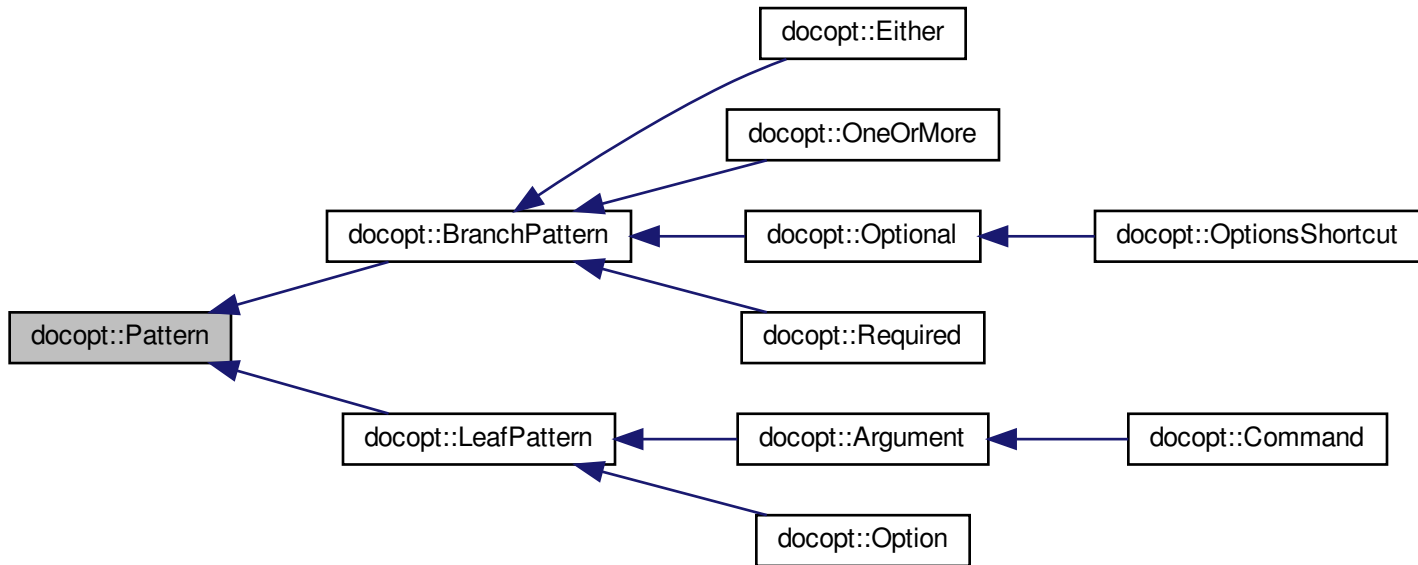 docopt::Either
docopt::OneOrMore
docopt::BranchPattern
docopt::Optional
docopt::OptionsShortcut
docopt::Pattern
docopt::Required
docopt::LeafPattern
docopt::Argument
docopt::Command
docopt::Option